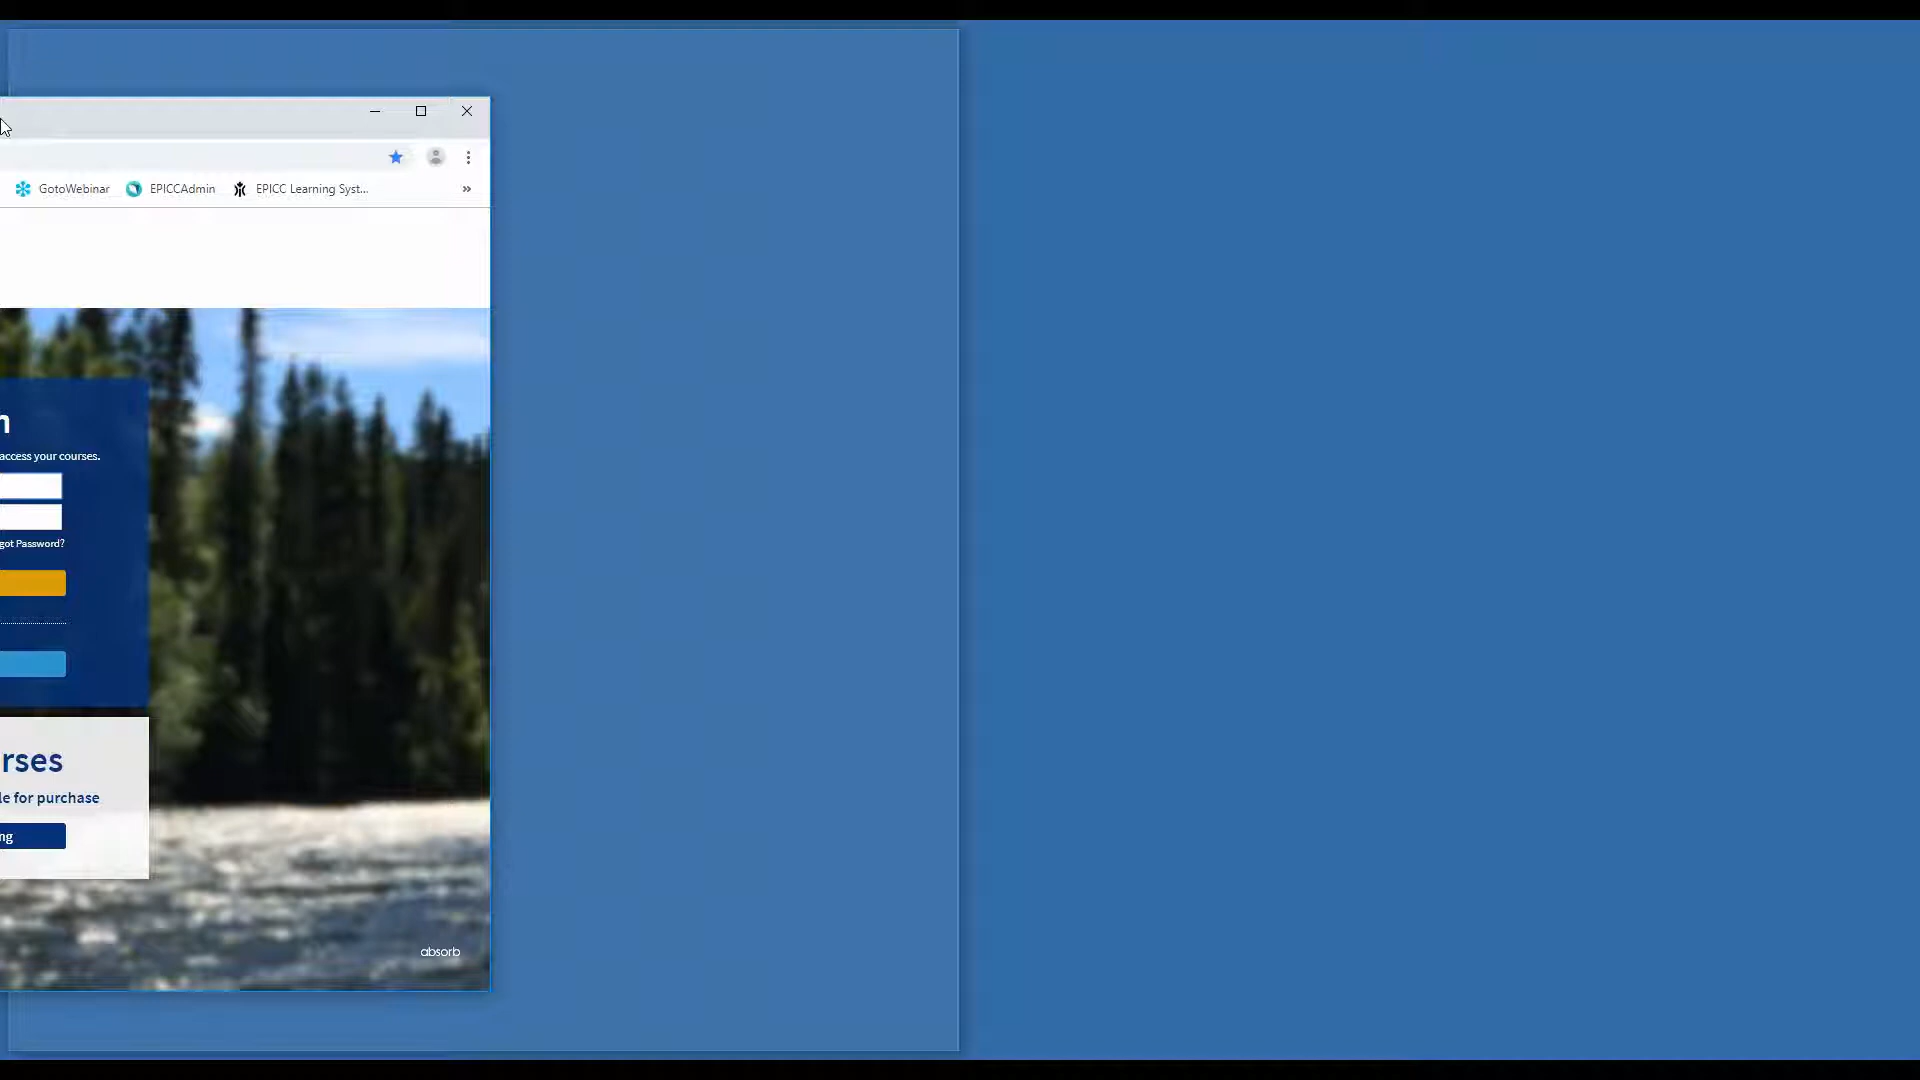 GotoWebinar EPICCAdmin EPICC Learning Syst... »
n
access your courses.
got Password?
rses
le for purchase
ng
absorb